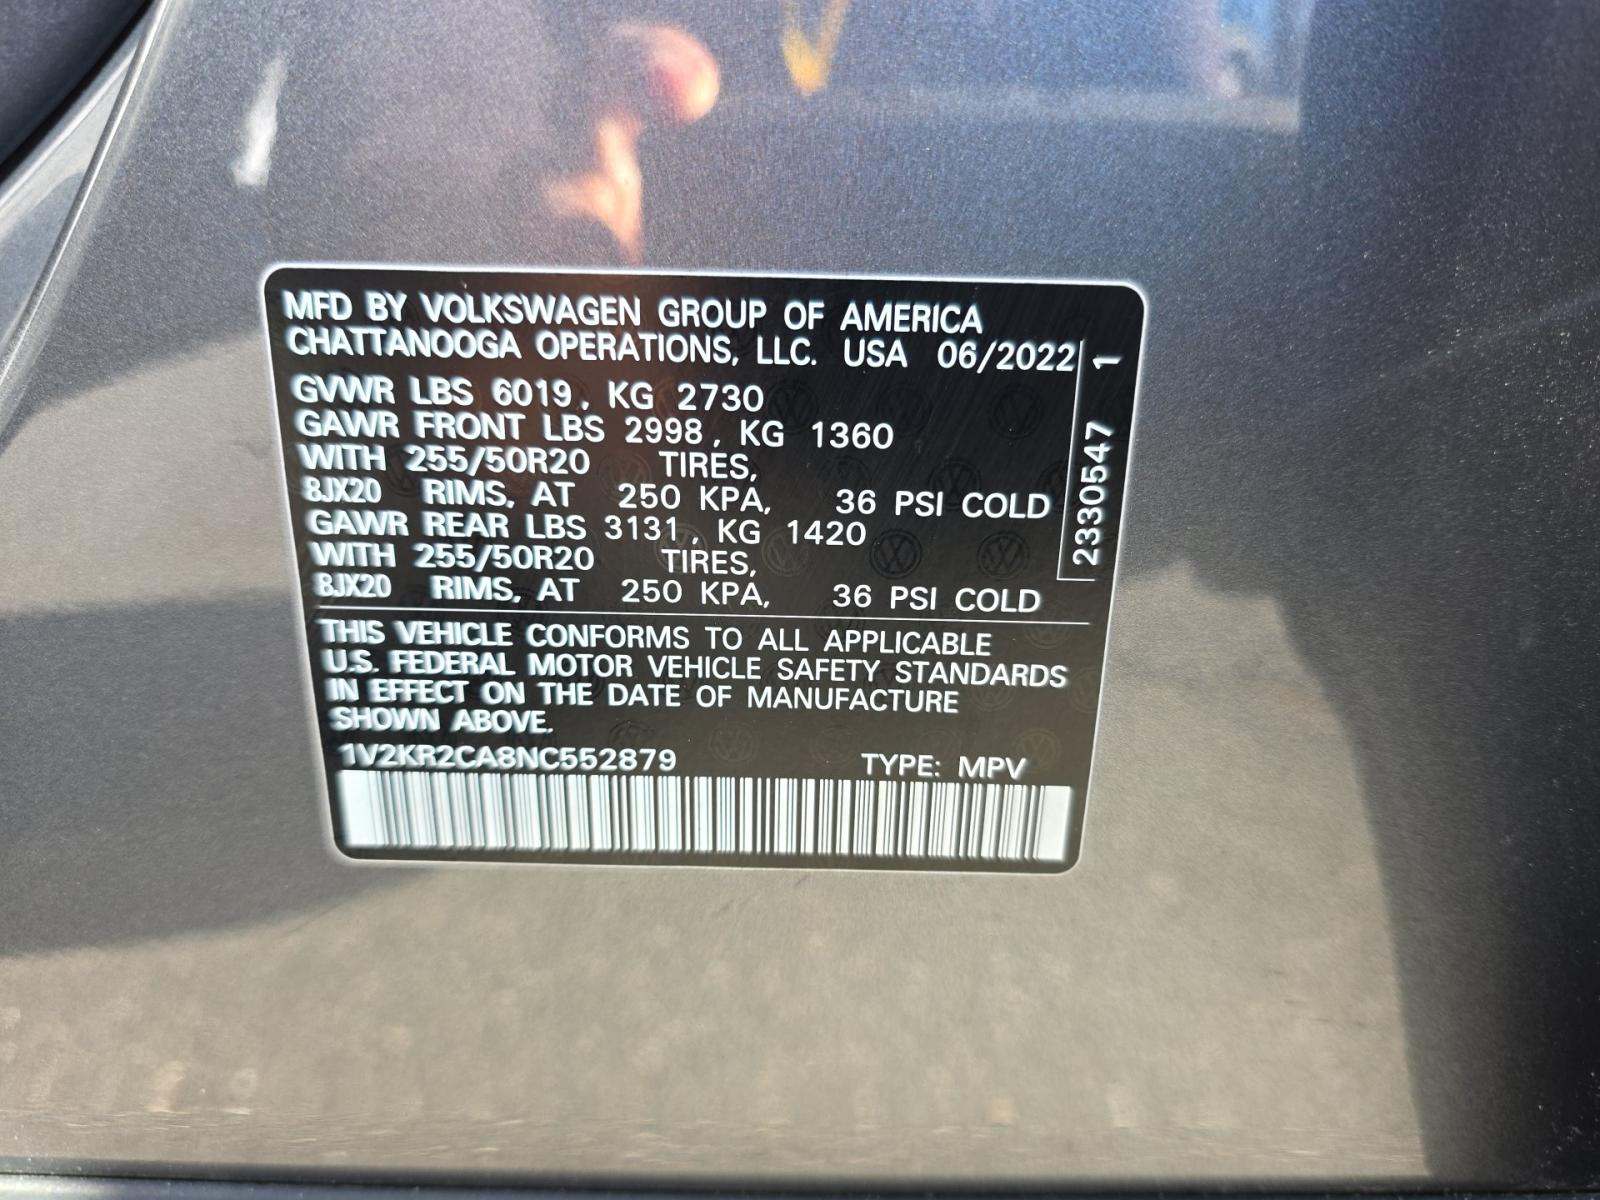 MFD BY VOLKSWAGEN GROUP OF AMERICA
CHATTANOOGA OPERATIONS, LLC. USA 06/2022
GVWR LBS 6019, KG 2730
GAWR FRONT LBS 2998, KG 1360
WITH 255/50R20 TIRES,
8JX20 RIMS, AT 250 KPA, 36 PSI COLD
GAWR REAR LBS 3131, KG 1420
WITH 255/50R20 TIRES,
8JX20 RIMS, AT 250 KPA, 36 PSI COLD
2330547 1
THIS VEHICLE CONFORMS TO ALL APPLICABLE
U.S. FEDERAL MOTOR VEHICLE SAFETY STANDARDS
IN EFFECT ON THE DATE OF MANUFACTURE
SHOWN ABOVE.
1V2KR2CA8NC552879 TYPE: MPV